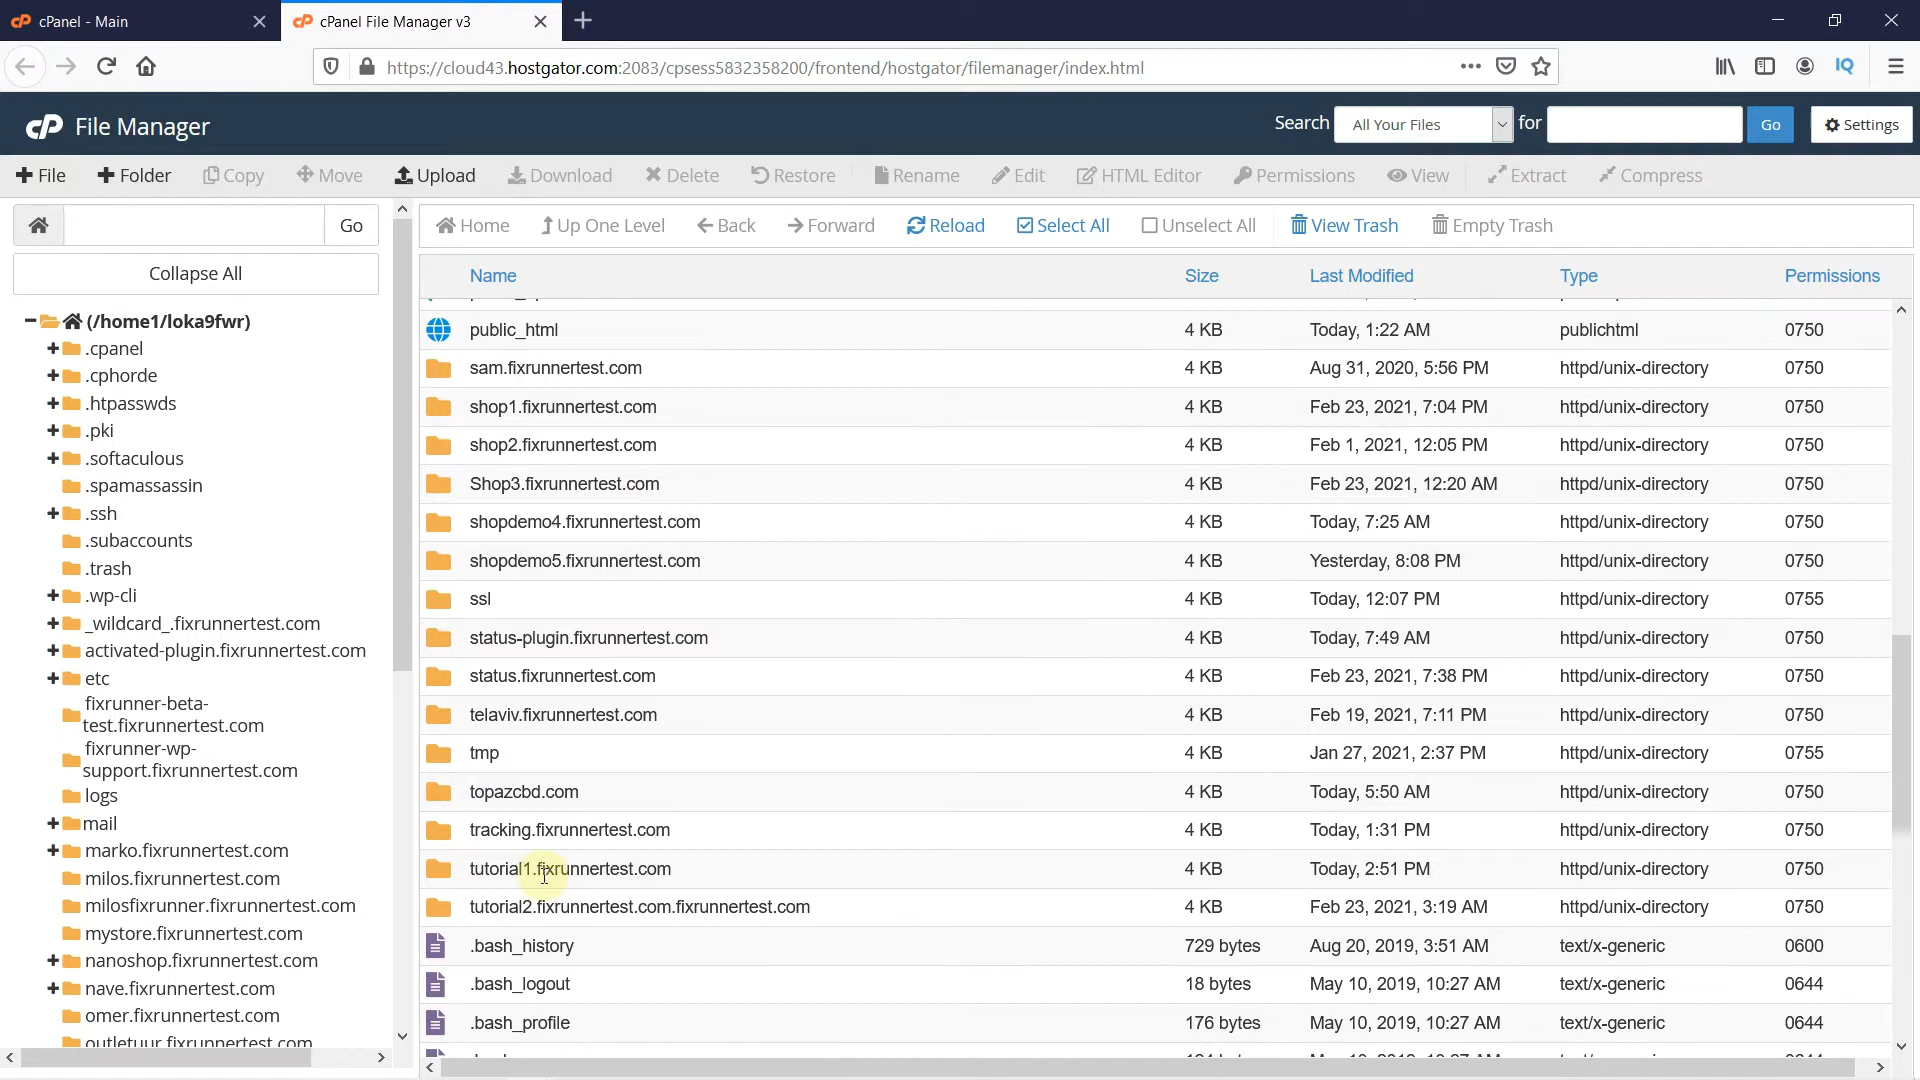 cPanel - Main
cPanel File Manager v3
https://cloud43.hostgator.com:2083/cpsess5832358200/frontend/hostgator/filemanager/index.html
IQ
cP File Manager
Search All Your Files for Go Settings
File Folder Copy Move Upload Download Delete Restore Rename Edit HTML Editor Permissions View Extract Compress
Go
Home Up One Level Back Forward Reload Select All Unselect All View Trash Empty Trash
Collapse All
(/home1/loka9fwr)
.cpanel
.cphorde
.htpasswds
.pki
.softaculous
.spamassassin
.ssh
.subaccounts
.trash
.wp-cli
_wildcard_.fixrunnertest.com
activated-plugin.fixrunnertest.com
etc
fixrunner-beta-
test.fixrunnertest.com
fixrunner-wp-
support.fixrunnertest.com
logs
mail
marko.fixrunnertest.com
milos.fixrunnertest.com
milosfixrunner.fixrunnertest.com
mystore.fixrunnertest.com
nanoshop.fixrunnertest.com
nave.fixrunnertest.com
omer.fixrunnertest.com
outletuur.fixrunnertest.com
Name Size Last Modified Type Permissions
public_html 4 KB Today, 1:22 AM publichtml 0750
sam.fixrunnertest.com 4 KB Aug 31, 2020, 5:56 PM httpd/unix-directory 0750
shop1.fixrunnertest.com 4 KB Feb 23, 2021, 7:04 PM httpd/unix-directory 0750
shop2.fixrunnertest.com 4 KB Feb 1, 2021, 12:05 PM httpd/unix-directory 0750
Shop3.fixrunnertest.com 4 KB Feb 23, 2021, 12:20 AM httpd/unix-directory 0750
shopdemo4.fixrunnertest.com 4 KB Today, 7:25 AM httpd/unix-directory 0750
shopdemo5.fixrunnertest.com 4 KB Yesterday, 8:08 PM httpd/unix-directory 0750
ssl 4 KB Today, 12:07 PM httpd/unix-directory 0755
status-plugin.fixrunnertest.com 4 KB Today, 7:49 AM httpd/unix-directory 0750
status.fixrunnertest.com 4 KB Feb 23, 2021, 7:38 PM httpd/unix-directory 0750
telaviv.fixrunnertest.com 4 KB Feb 19, 2021, 7:11 PM httpd/unix-directory 0750
tmp 4 KB Jan 27, 2021, 2:37 PM httpd/unix-directory 0755
topazcbd.com 4 KB Today, 5:50 AM httpd/unix-directory 0750
tracking.fixrunnertest.com 4 KB Today, 1:31 PM httpd/unix-directory 0750
tutorial1.fixrunnertest.com 4 KB Today, 2:51 PM httpd/unix-directory 0750
tutorial2.fixrunnertest.com.fixrunnertest.com 4 KB Feb 23, 2021, 3:19 AM httpd/unix-directory 0750
.bash_history 729 bytes Aug 20, 2019, 3:51 AM text/x-generic 0600
.bash_logout 18 bytes May 10, 2019, 10:27 AM text/x-generic 0644
.bash_profile 176 bytes May 10, 2019, 10:27 AM text/x-generic 0644